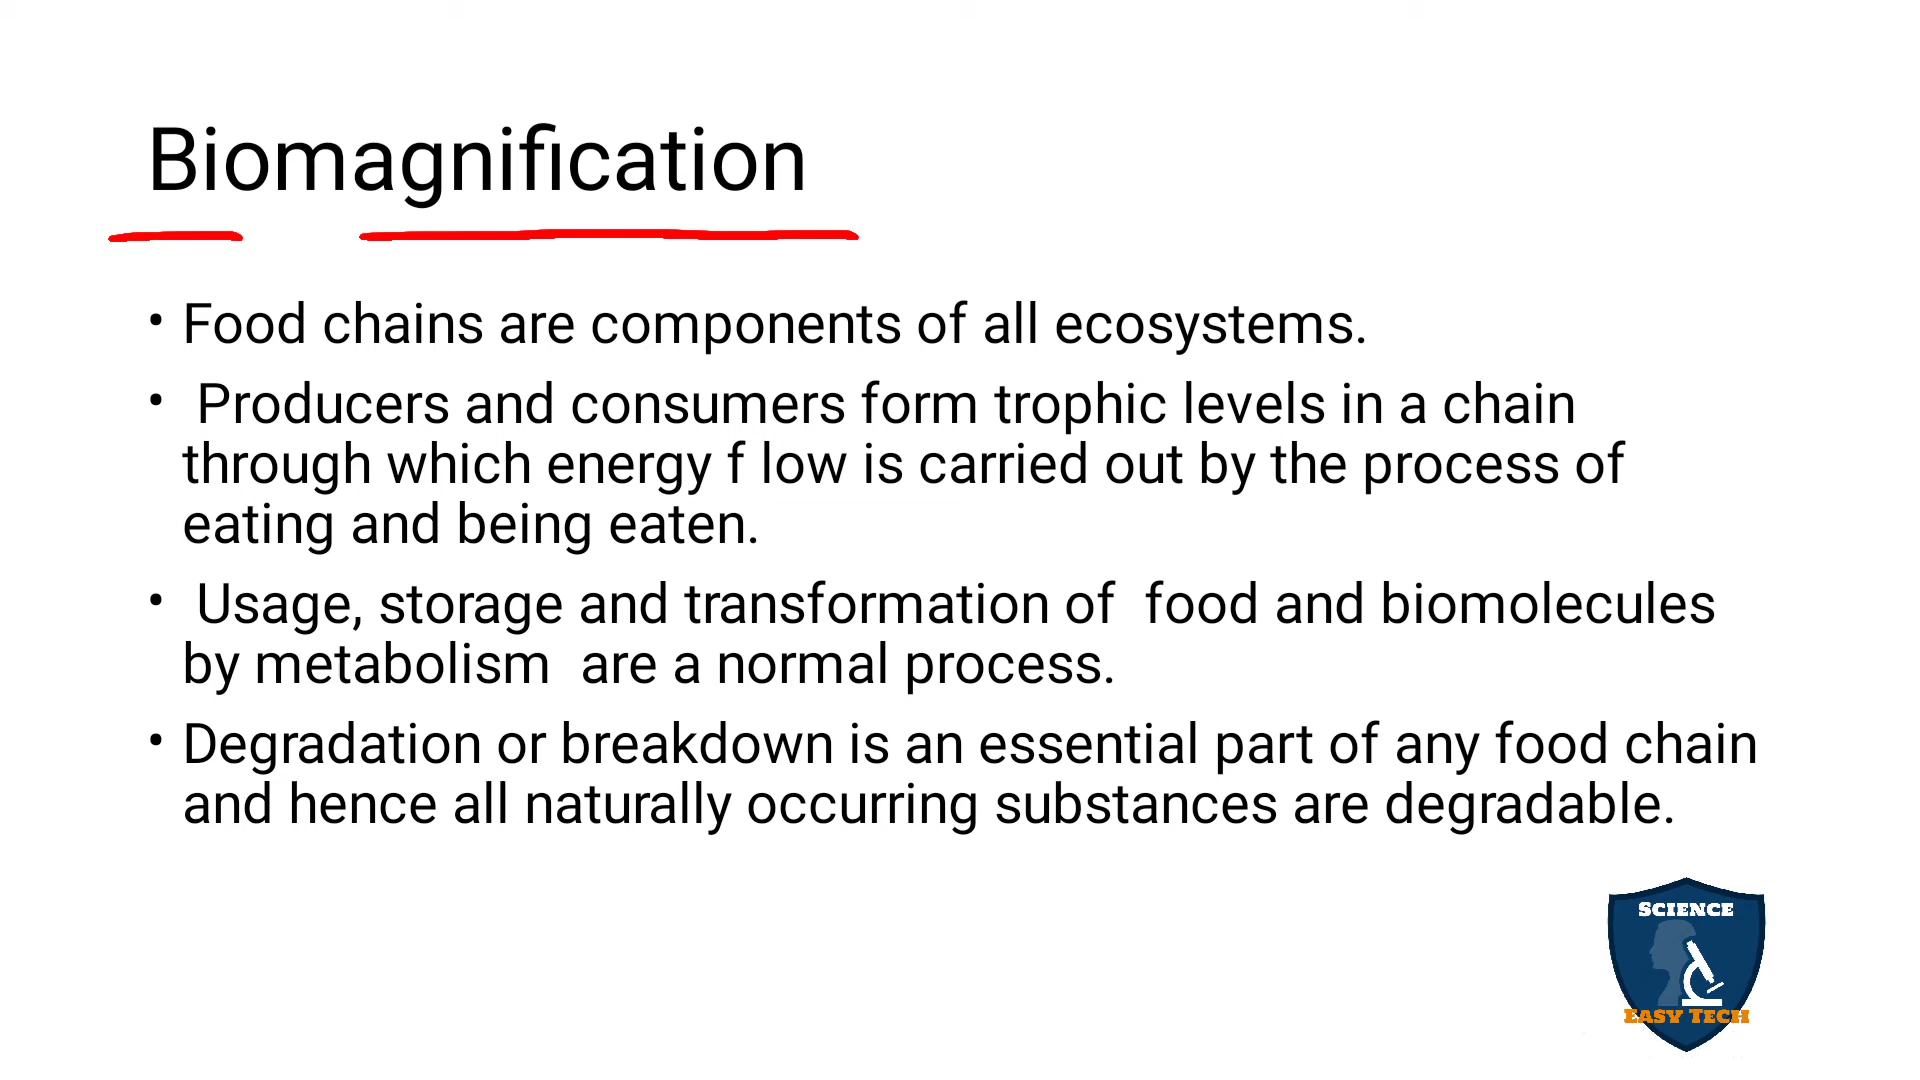 Biomagnification
• Food chains are components of all ecosystems.
• Producers and consumers form trophic levels in a chain
through which energy f low is carried out by the process of
eating and being eaten.
• Usage, storage and transformation of  food and biomolecules
by metabolism  are a normal process.
• Degradation or breakdown is an essential part of any food chain
and hence all naturally occurring substances are degradable.
SCIENCE
EASY TECH